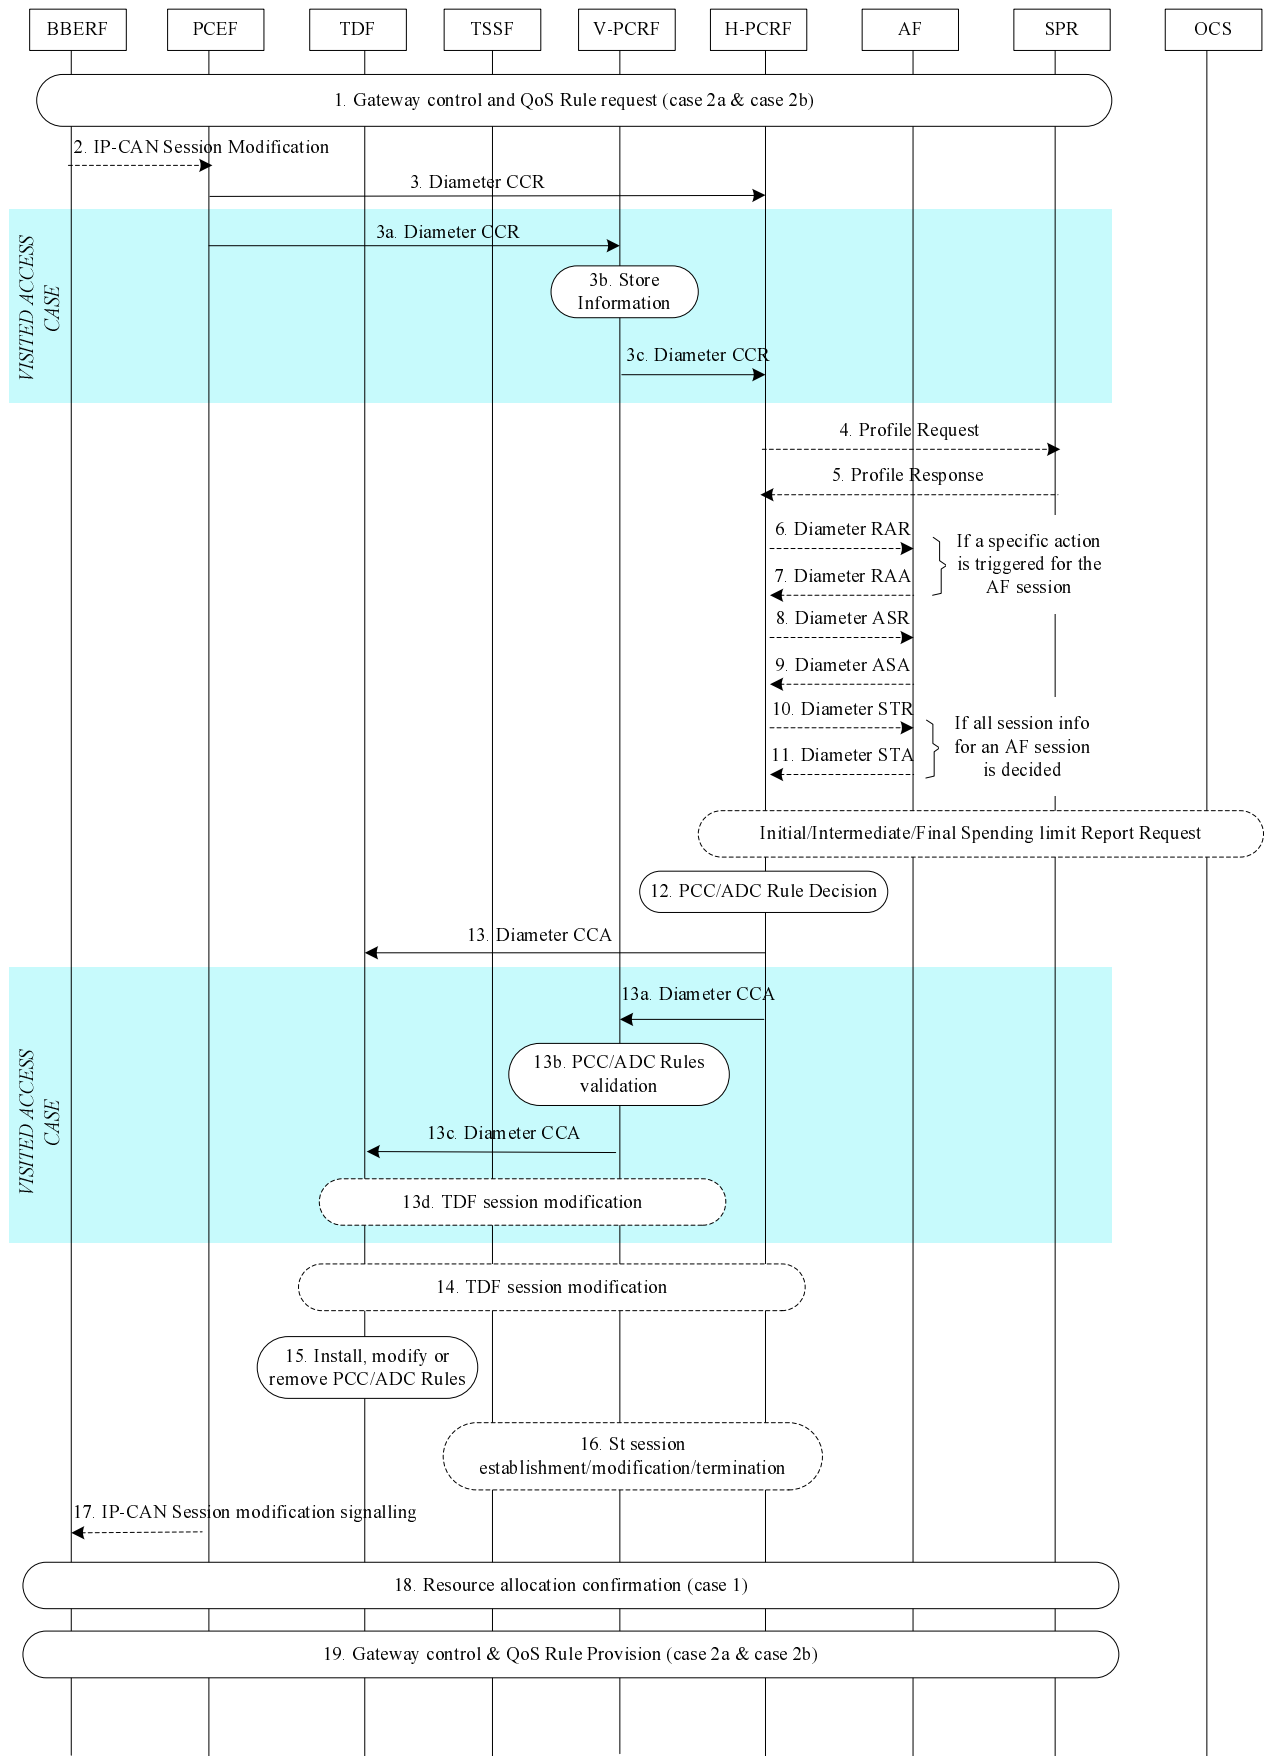 BBERF PCEF TDF TSSF V-PCRF H-PCRF AF SPR OCS
1. Gateway control and QoS Rule request (case 2a & case 2b)
2. IP-CAN Session Modification
3. Diameter CCR
VISITED ACCESS
CASE
3a. Diameter CCR
3b. Store
Information
3c. Diameter CCR
4. Profile Request
5. Profile Response
6. Diameter RAR
7. Diameter RAA
If a specific action
is triggered for the
AF session
8. Diameter ASR
9. Diameter ASA
10. Diameter STR
11. Diameter STA
If all session info
for an AF session
is decided
Initial/Intermediate/Final Spending limit Report Request
12. PCC/ADC Rule Decision
13. Diameter CCA
VISITED ACCESS
CASE
13a. Diameter CCA
13b. PCC/ADC Rules
validation
13c. Diameter CCA
13d. TDF session modification
14. TDF session modification
15. Install, modify or
remove PCC/ADC Rules
16. St session
establishment/modification/termination
17. IP-CAN Session modification signalling
18. Resource allocation confirmation (case 1)
19. Gateway control & QoS Rule Provision (case 2a & case 2b)